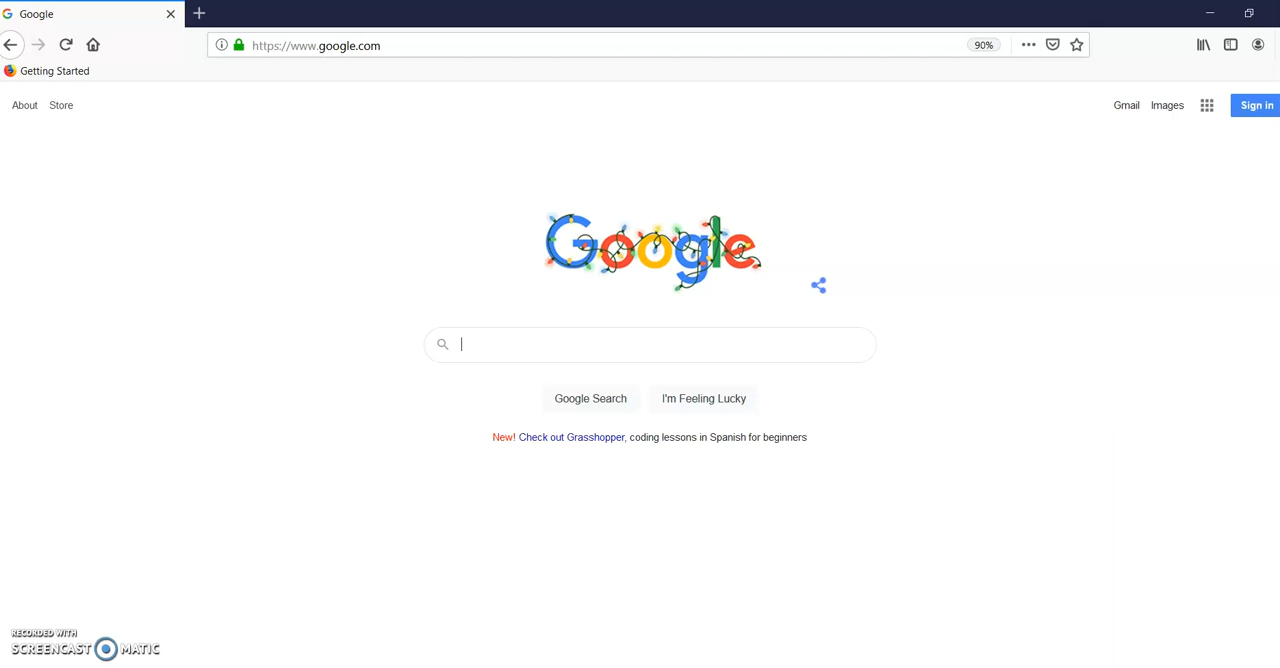 Google
https://www.google.com
90%
Getting Started
About Store
Gmail Images
Sign in
Google
Google Search I'm Feeling Lucky
New! Check out Grasshopper, coding lessons in Spanish for beginners
RECORDED WITH
SCREENCAST MATIC